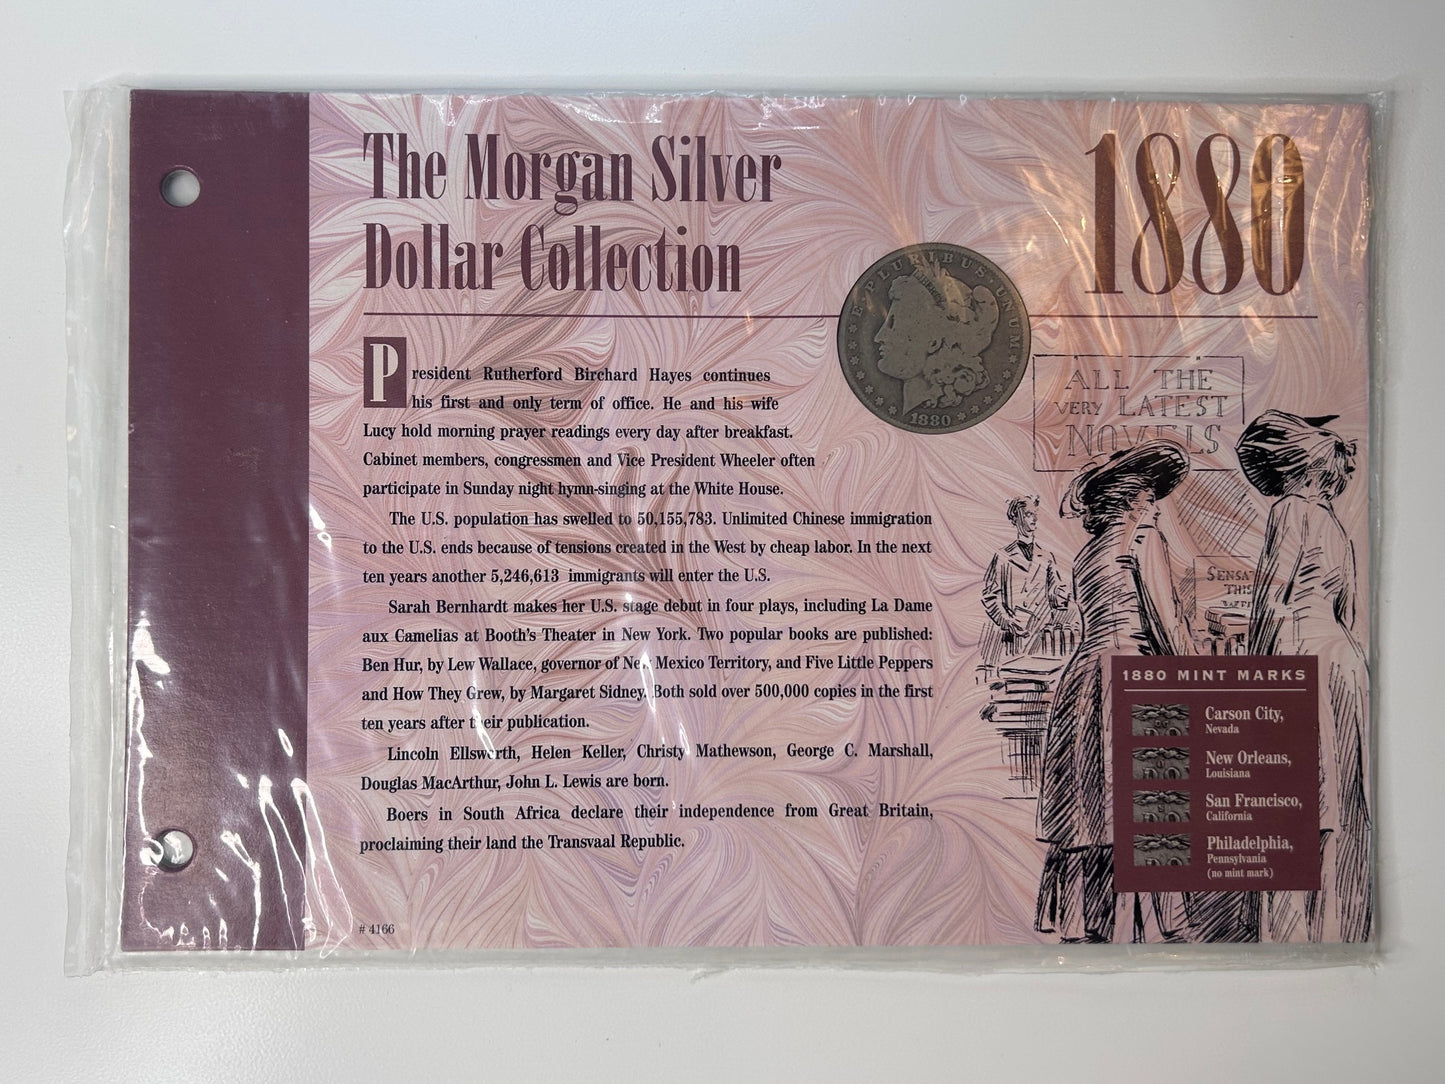 The Morgan Silver
Dollar Collection
1880
E·PLURIBUS·UNUM
1880
President Rutherford Birchard Hayes continues
his first and only term of office. He and his wife
Lucy hold morning prayer readings every day after breakfast.
Cabinet members, congressmen and Vice President Wheeler often
participate in Sunday night hymn-singing at the White House.
The U.S. population has swelled to 50,155,783. Unlimited Chinese immigration
to the U.S. ends because of tensions created in the West by cheap labor. In the next
ten years another 5,246,613 immigrants will enter the U.S.
Sarah Bernhardt makes her U.S. stage debut in four plays, including La Dame
aux Camelias at Booth's Theater in New York. Two popular books are published:
Ben Hur, by Lew Wallace, governor of New Mexico Territory, and Five Little Peppers
and How They Grew, by Margaret Sidney. Both sold over 500,000 copies in the first
ten years after their publication.
Lincoln Ellsworth, Helen Keller, Christy Mathewson, George C. Marshall,
Douglas MacArthur, John L. Lewis are born.
Boers in South Africa declare their independence from Great Britain,
proclaiming their land the Transvaal Republic.
# 4166
ALL THE
VERY LATEST
NOVELS
SENSAT
THIS
1880 MINT MARKS
Carson City,
Nevada
New Orleans,
Louisiana
San Francisco,
California
Philadelphia,
Pennsylvania
(no mint mark)